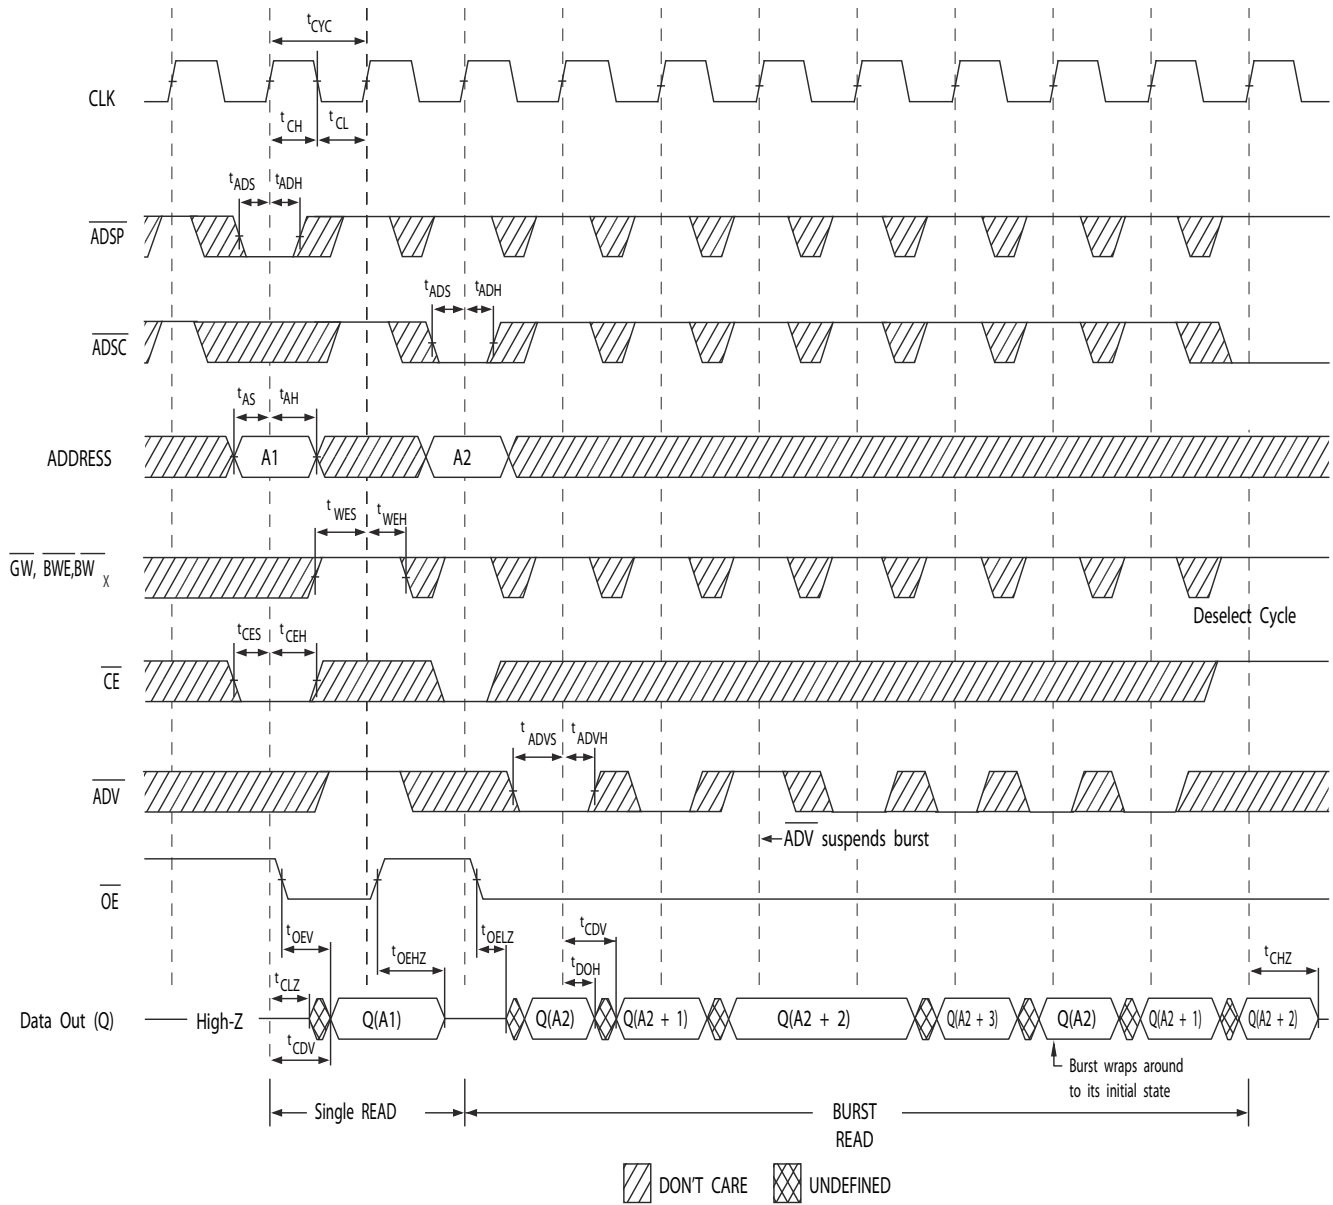 tCYC
CLK
tCH
tCL
tADS
tADH
ADSP
tADS
tADH
ADSC
tAS
tAH
ADDRESS
A1
A2
tWES
tWEH
GW, BWE,BWX
Deselect Cycle
tCES
tCEH
CE
tADVS
tADVH
ADV
ADV suspends burst
OE
tOEV
tOEHZ
tOELZ
tCDV
tDOH
tCHZ
tCLZ
Data Out (Q)
High-Z
Q(A1)
Q(A2)
Q(A2 + 1)
Q(A2 + 2)
Q(A2 + 3)
Q(A2)
Q(A2 + 1)
Q(A2 + 2)
tCDV
Burst wraps around
to its initial state
Single READ
BURST
READ
DON'T CARE
UNDEFINED